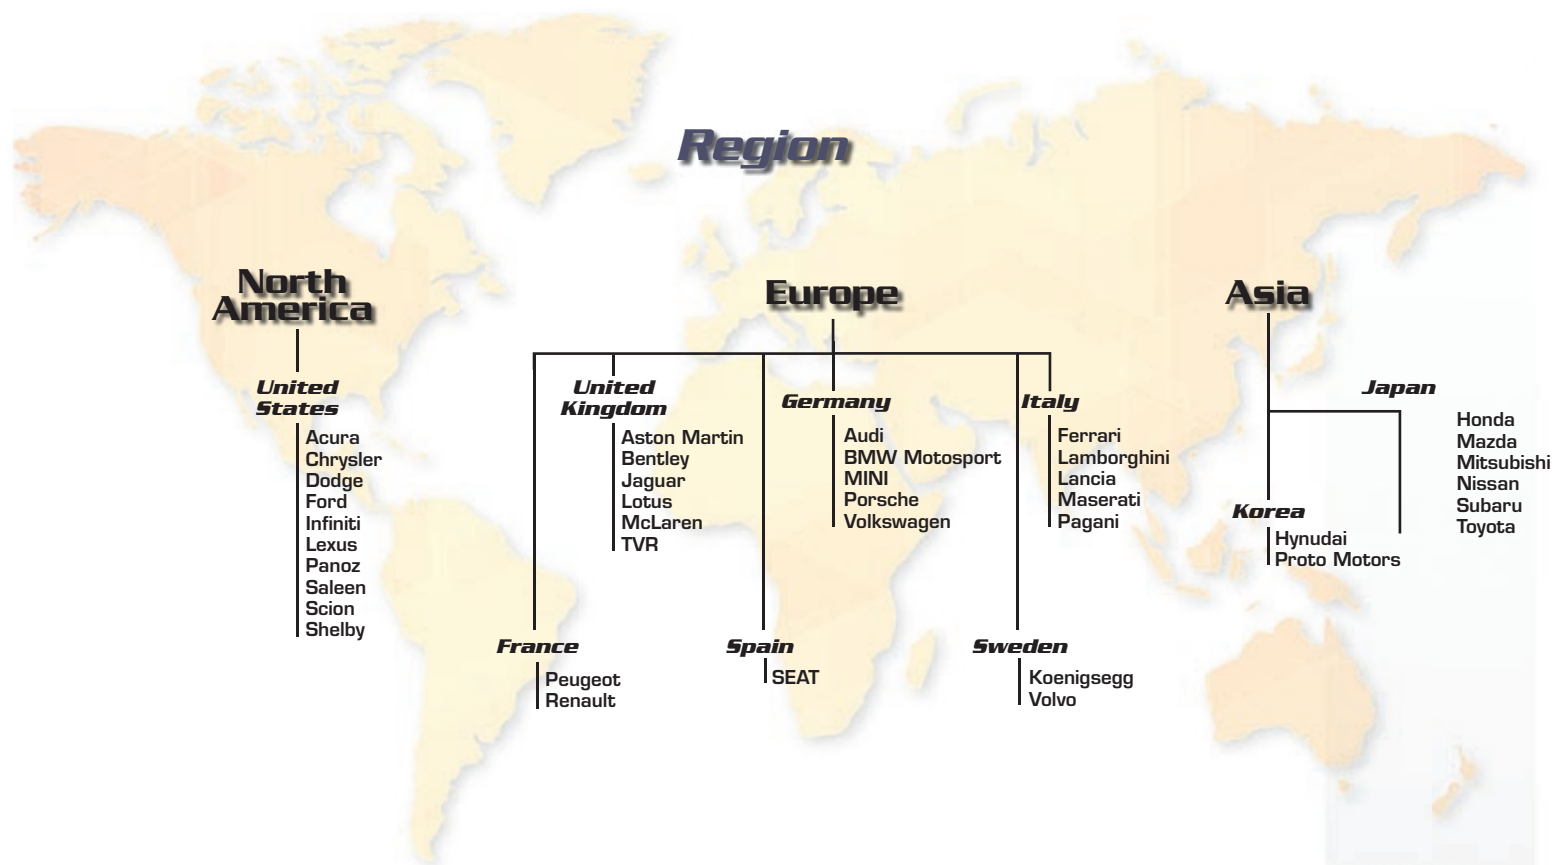 Region
North
America
United
States
Acura
Chrysler
Dodge
Ford
Infiniti
Lexus
Panoz
Saleen
Scion
Shelby
Europe
United
Kingdom
Aston Martin
Bentley
Jaguar
Lotus
McLaren
TVR
Germany
Audi
BMW Motosport
MINI
Porsche
Volkswagen
Italy
Ferrari
Lamborghini
Lancia
Maserati
Pagani
France
Peugeot
Renault
Spain
SEAT
Sweden
Koenigsegg
Volvo
Asia
Japan
Honda
Mazda
Mitsubishi
Nissan
Subaru
Toyota
Korea
Hynudai
Proto Motors